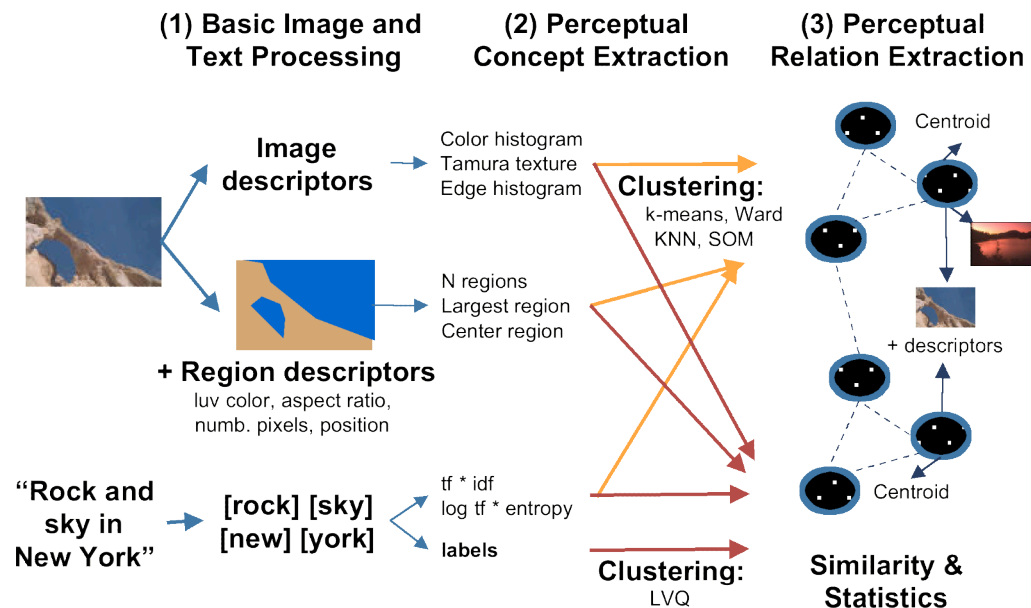 (1) Basic Image and
Text Processing
(2) Perceptual
Concept Extraction
(3) Perceptual
Relation Extraction
Image
descriptors
Color histogram
Tamura texture
Edge histogram
Clustering:
k-means, Ward
KNN, SOM
Centroid
N regions
Largest region
Center region
+ Region descriptors
luv color, aspect ratio,
numb. pixels, position
+ descriptors
“Rock and
sky in
New York”
[rock] [sky]
[new] [york]
tf * idf
log tf * entropy
labels
Clustering:
LVQ
Centroid
Similarity &
Statistics